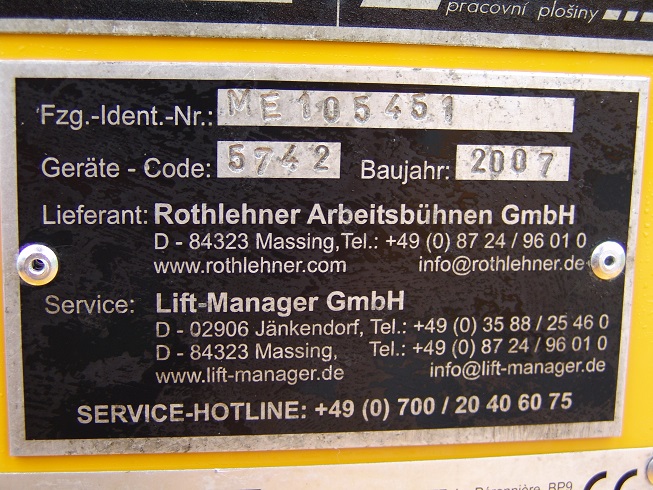 pracovní plošiny
Fzg.-Ident.-Nr.: ME105451
Geräte - Code: 5742 Baujahr: 2007
Lieferant: Rothlehner Arbeitsbühnen GmbH
D - 84323 Massing, Tel.: +49 (0) 87 24 / 96 01 0
www.rothlehner.com info@rothlehner.de
Service: Lift-Manager GmbH
D - 02906 Jänkendorf, Tel.: +49 (0) 35 88 / 25 46 0
D - 84323 Massing, Tel.: +49 (0) 87 24 / 96 01 0
www.lift-manager.de info@lift-manager.de
SERVICE-HOTLINE: +49 (0) 700 / 20 40 60 75
BP9 CE